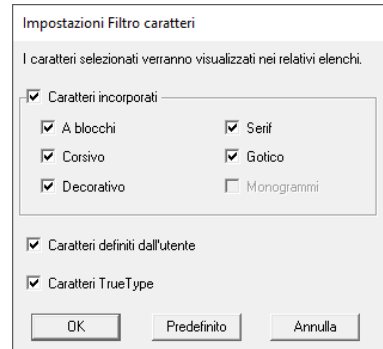 Impostazioni Filtro caratteri
I caratteri selezionati verranno visualizzati nei relativi elenchi.
Caratteri incorporati
A blocchi
Serif
Corsivo
Gotico
Decorativo
Monogrammi
Caratteri definiti dall'utente
Caratteri TrueType
OK
Predefinito
Annulla